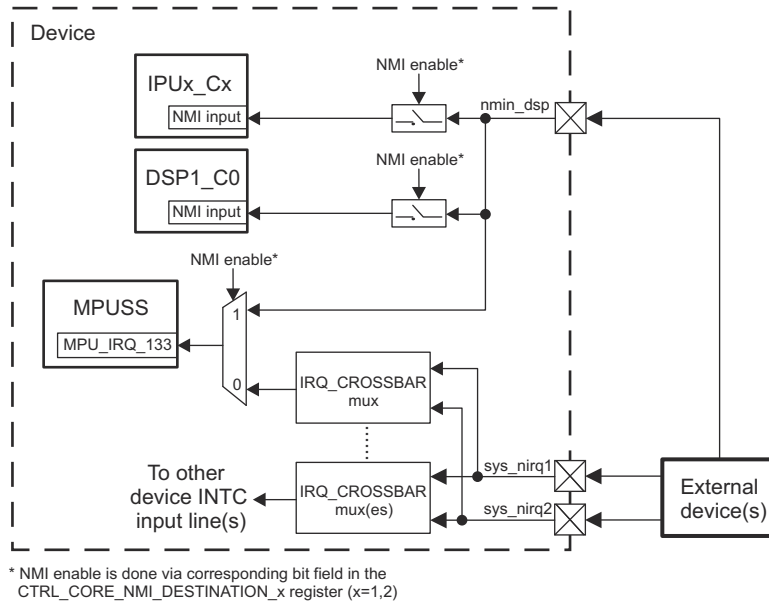 Device
IPUx_Cx
NMI input
NMI enable*
nmin_dsp
DSP1_C0
NMI input
NMI enable*
NMI enable*
MPUSS
MPU_IRQ_133
1
0
IRQ_CROSSBAR
mux
To other
device INTC
input line(s)
IRQ_CROSSBAR
mux(es)
sys_nirq1
sys_nirq2
External
device(s)
* NMI enable is done via corresponding bit field in the
CTRL_CORE_NMI_DESTINATION_x register (x=1,2)